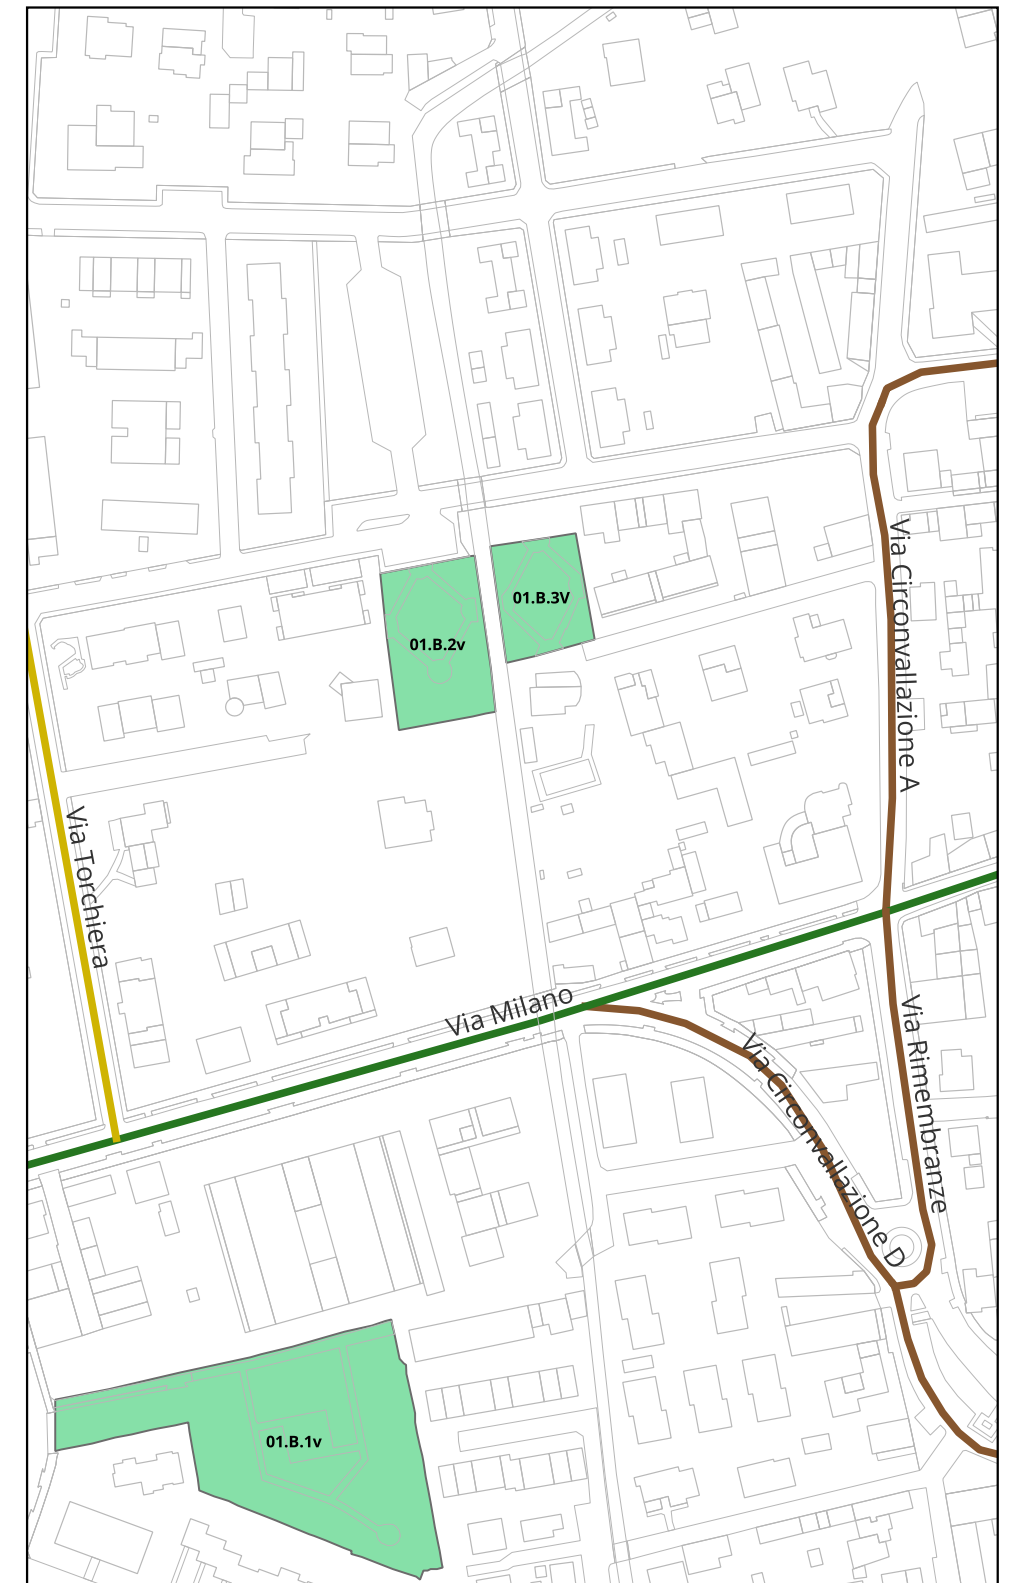 01.B.3V
01.B.2v
Via Circonvallazione A
Via Torchiera
Via Milano
Via Rimembranze
Via Circonvallazione D
01.B.1v